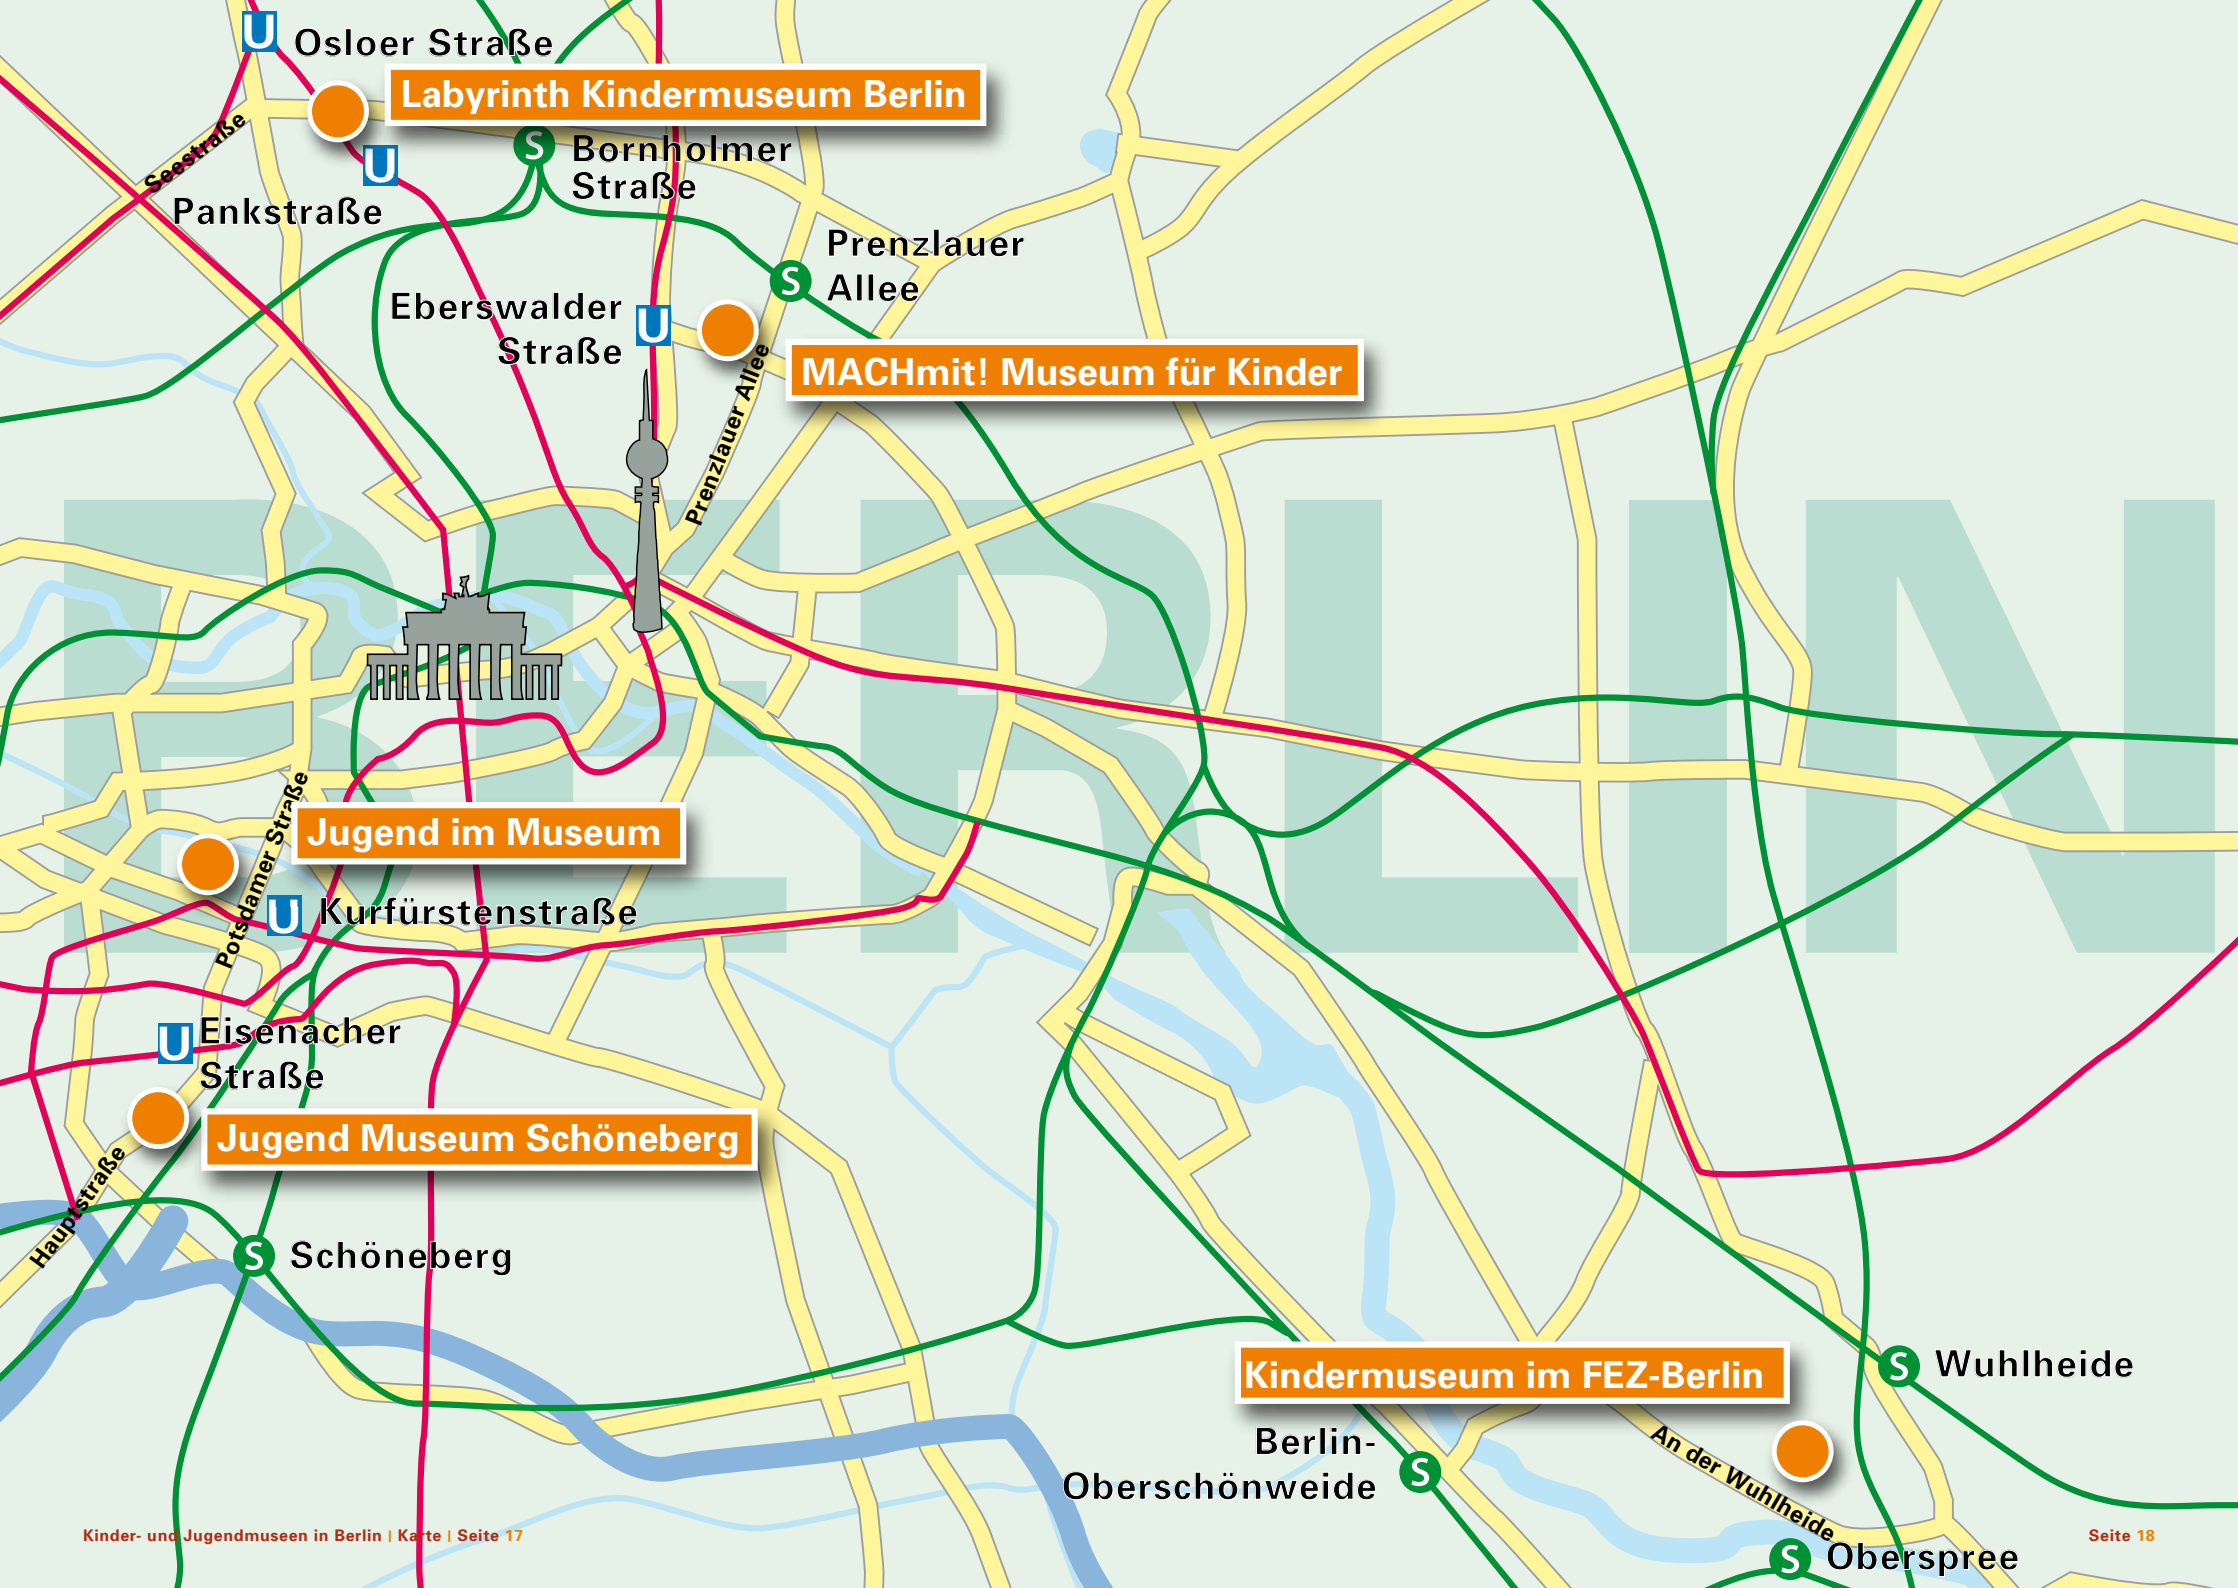 U Osloer Straße
Labyrinth Kindermuseum Berlin
Seestraße
U
Pankstraße
S Bornholmer
Straße
Prenzlauer
S Allee
Eberswalder
Straße
U
MACHmit! Museum für Kinder
Prenzlauer Allee
BERLIN
Jugend im Museum
Potsdamer Straße
U Kurfürstenstraße
U Eisenacher
Straße
Jugend Museum Schöneberg
Hauptstraße
S Schöneberg
Kindermuseum im FEZ-Berlin
S Wuhlheide
Berlin-
Oberschönweide
S
An der Wuhlheide
S Oberspree
Kinder- und Jugendmuseen in Berlin | Karte | Seite 17
Seite 18